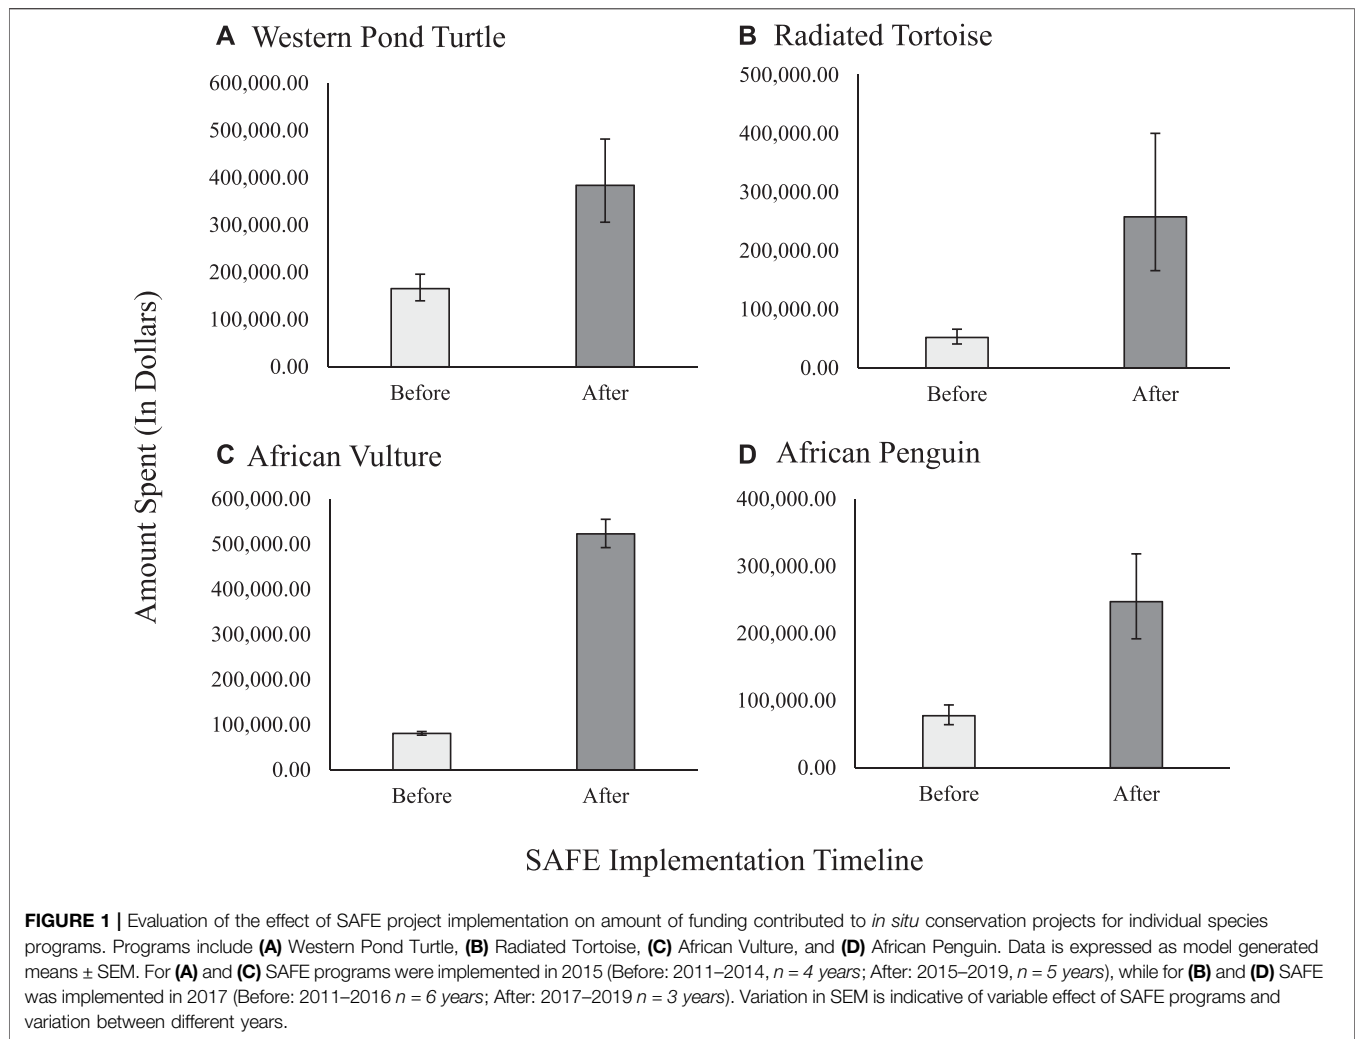 A Western Pond Turtle
600,000.00
500,000.00
400,000.00
300,000.00
200,000.00
100,000.00
0.00
Before After
B Radiated Tortoise
500,000.00
400,000.00
300,000.00
200,000.00
100,000.00
0.00
Before After
Amount Spent (In Dollars)
C African Vulture
600,000.00
500,000.00
400,000.00
300,000.00
200,000.00
100,000.00
0.00
Before After
D African Penguin
400,000.00
300,000.00
200,000.00
100,000.00
0.00
Before After
SAFE Implementation Timeline
FIGURE 1 | Evaluation of the effect of SAFE project implementation on amount of funding contributed to in situ conservation projects for individual species
programs. Programs include (A) Western Pond Turtle, (B) Radiated Tortoise, (C) African Vulture, and (D) African Penguin. Data is expressed as model generated
means ± SEM. For (A) and (C) SAFE programs were implemented in 2015 (Before: 2011–2014, n = 4 years; After: 2015–2019, n = 5 years), while for (B) and (D) SAFE
was implemented in 2017 (Before: 2011–2016 n = 6 years; After: 2017–2019 n = 3 years). Variation in SEM is indicative of variable effect of SAFE programs and
variation between different years.